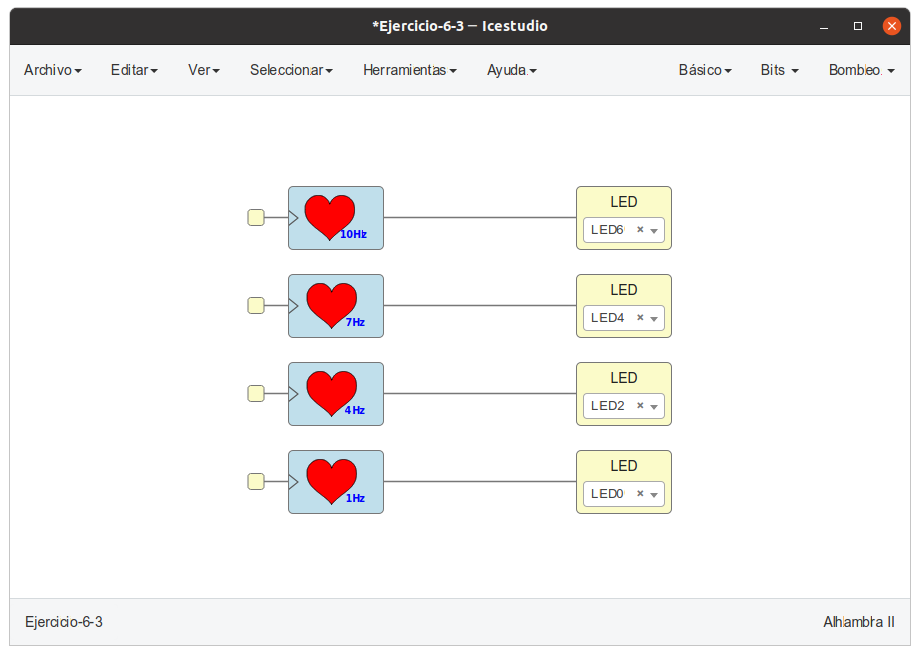 *Ejercicio-6-3 — Icestudio
Archivo Editar Ver Seleccionar Herramientas Ayuda Básico Bits Bombeo
LED
LED6
10Hz
LED
LED4
7Hz
LED
LED2
4Hz
LED
LED0
1Hz
Ejercicio-6-3 Alhambra II